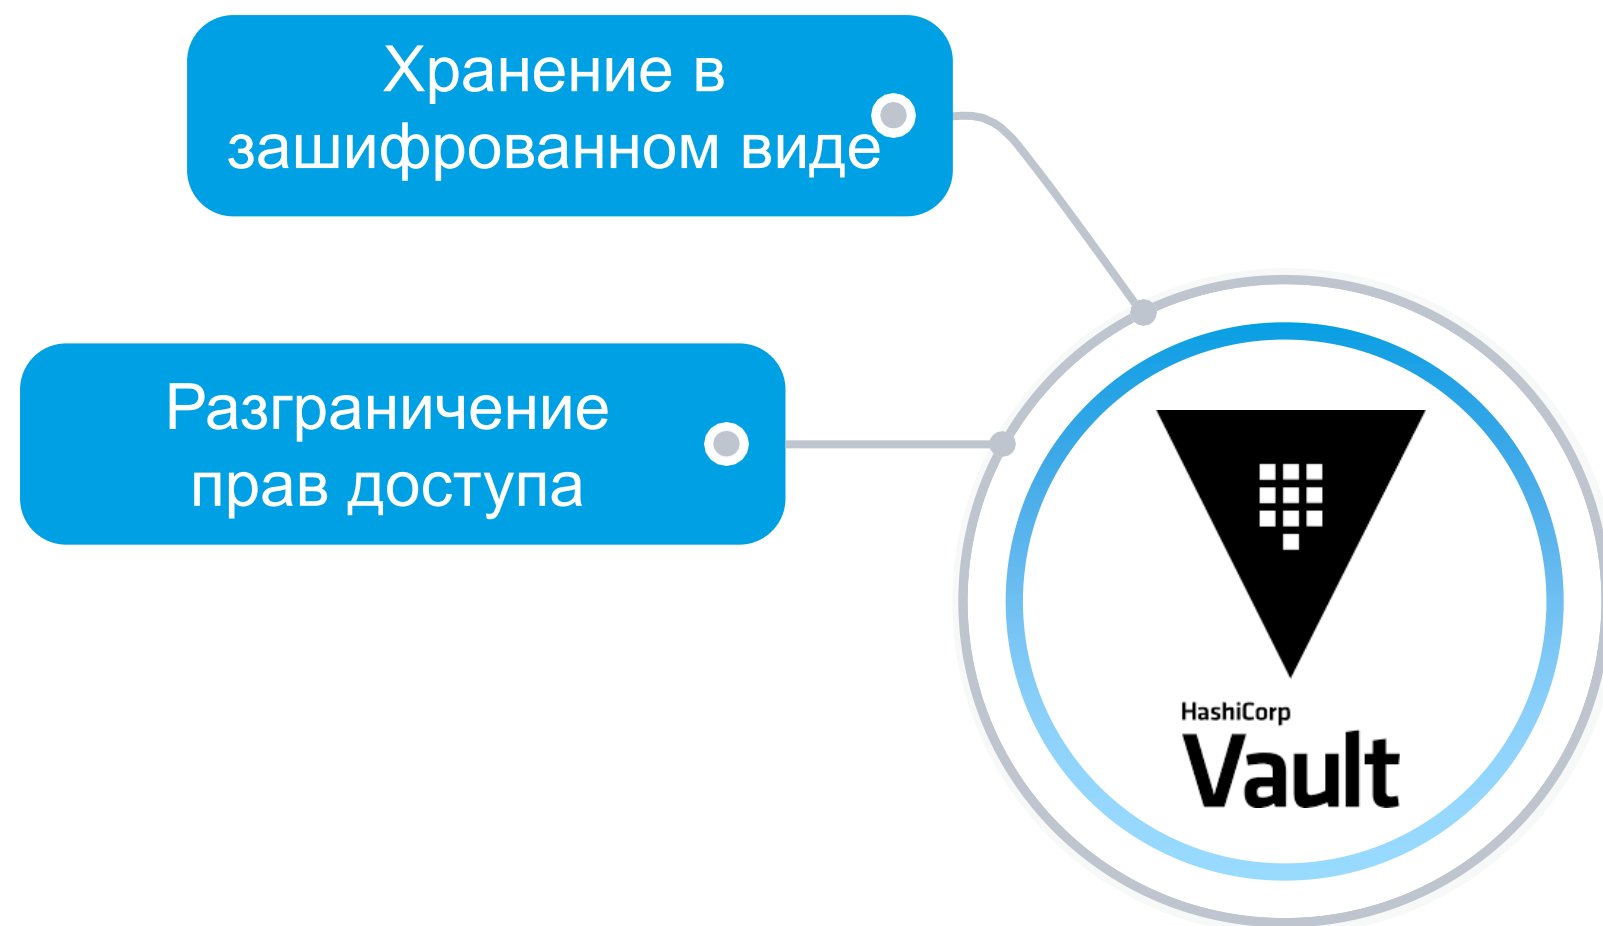 Хранение в
зашифрованном виде
Разграничение
прав доступа
HashiCorp
Vault